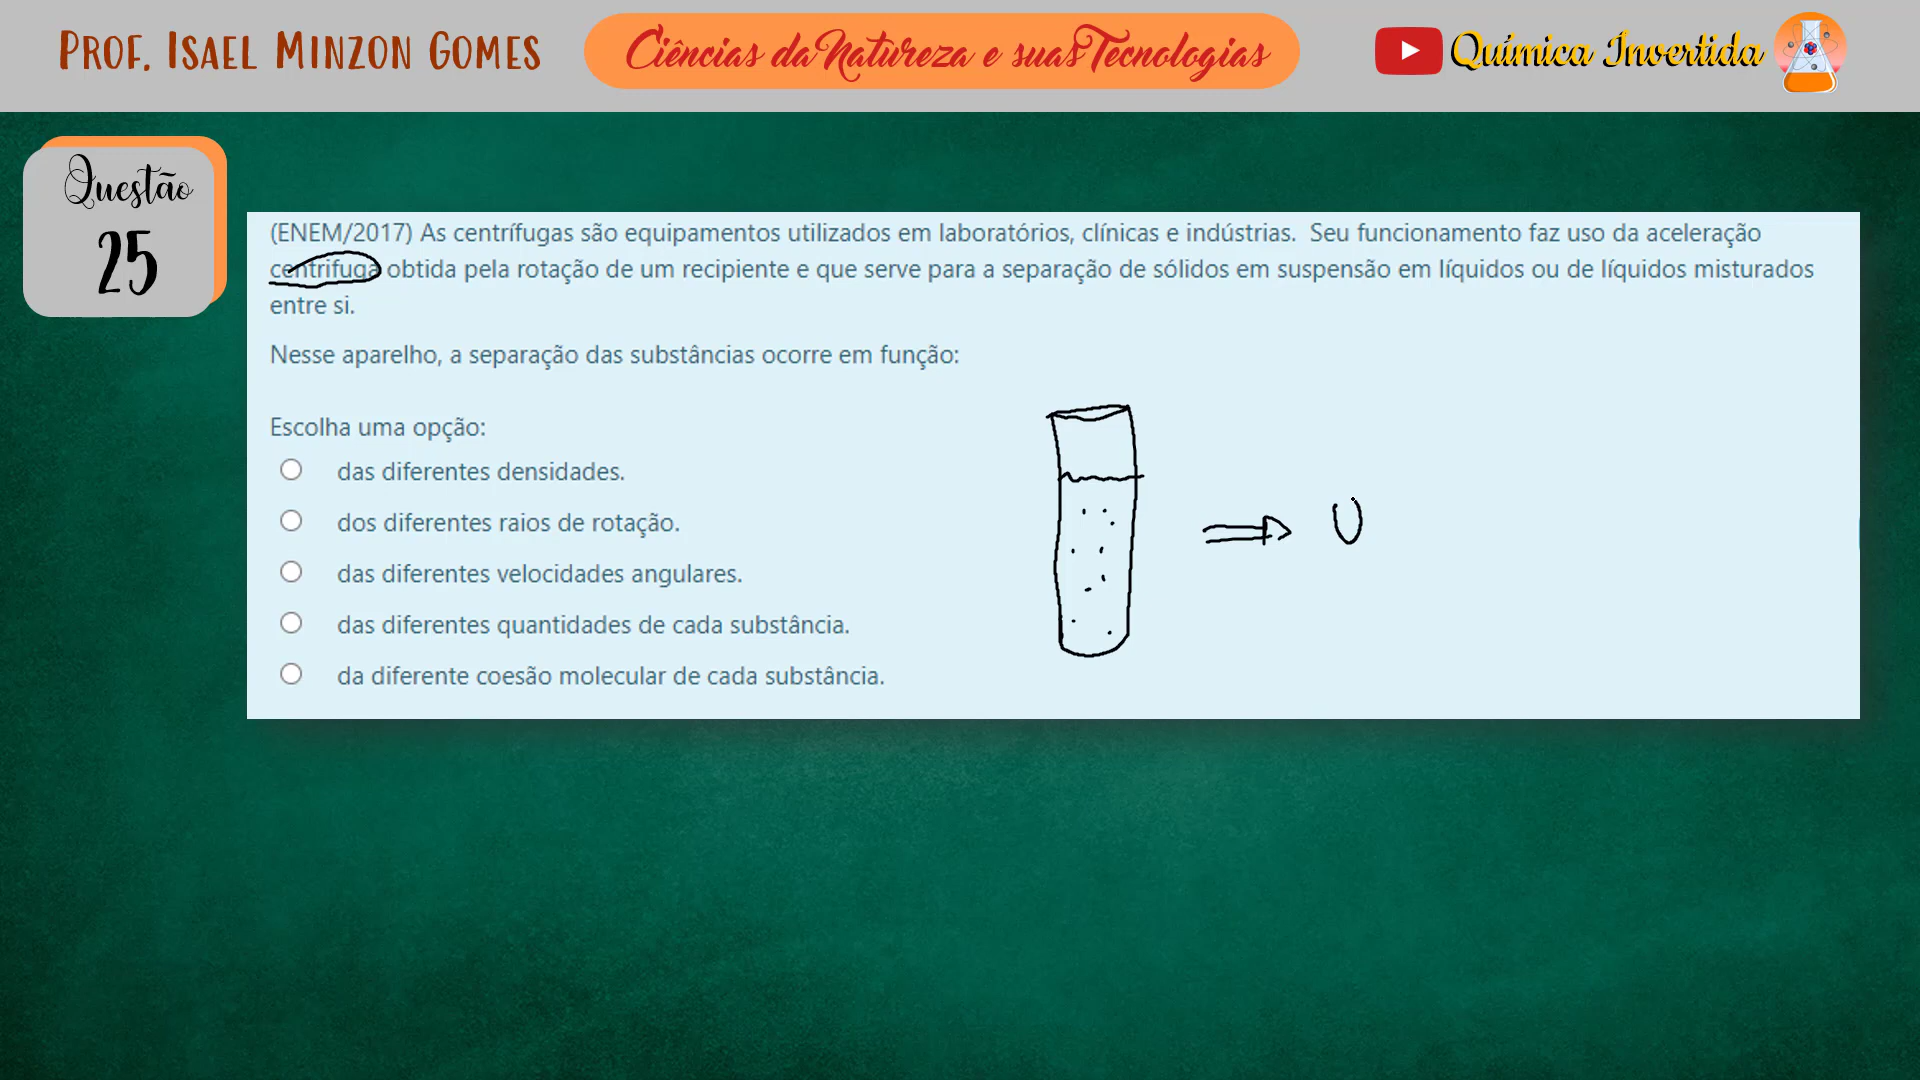 PROF. ISAEL MINZON GOMES
Ciências da Natureza e suas Tecnologias
Química Invertida
Questão
25
(ENEM/2017) As centrífugas são equipamentos utilizados em laboratórios, clínicas e indústrias. Seu funcionamento faz uso da aceleração
centrífuga obtida pela rotação de um recipiente e que serve para a separação de sólidos em suspensão em líquidos ou de líquidos misturados
entre si.
Nesse aparelho, a separação das substâncias ocorre em função:
Escolha uma opção:
das diferentes densidades.
dos diferentes raios de rotação.
das diferentes velocidades angulares.
das diferentes quantidades de cada substância.
da diferente coesão molecular de cada substância.